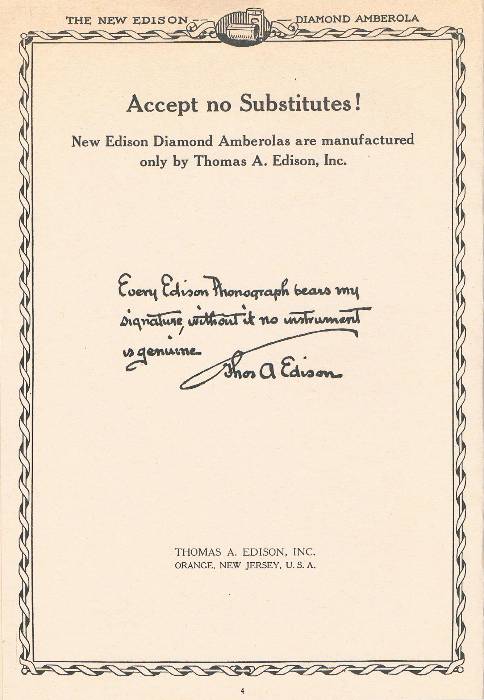 THE NEW EDISON DIAMOND AMBEROLA
Accept no Substitutes!
New Edison Diamond Amberolas are manufactured
only by Thomas A. Edison, Inc.
Every Edison Phonograph bears my
signature, without it no instrument
is genuine
Thos A Edison
THOMAS A. EDISON, INC.
ORANGE, NEW JERSEY, U. S. A.
4